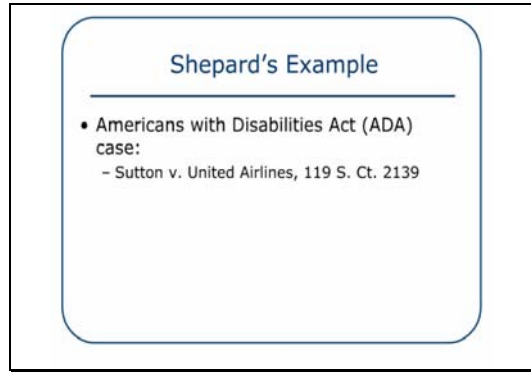 Shepard's Example
• Americans with Disabilities Act (ADA)
case:
– Sutton v. United Airlines, 119 S. Ct. 2139